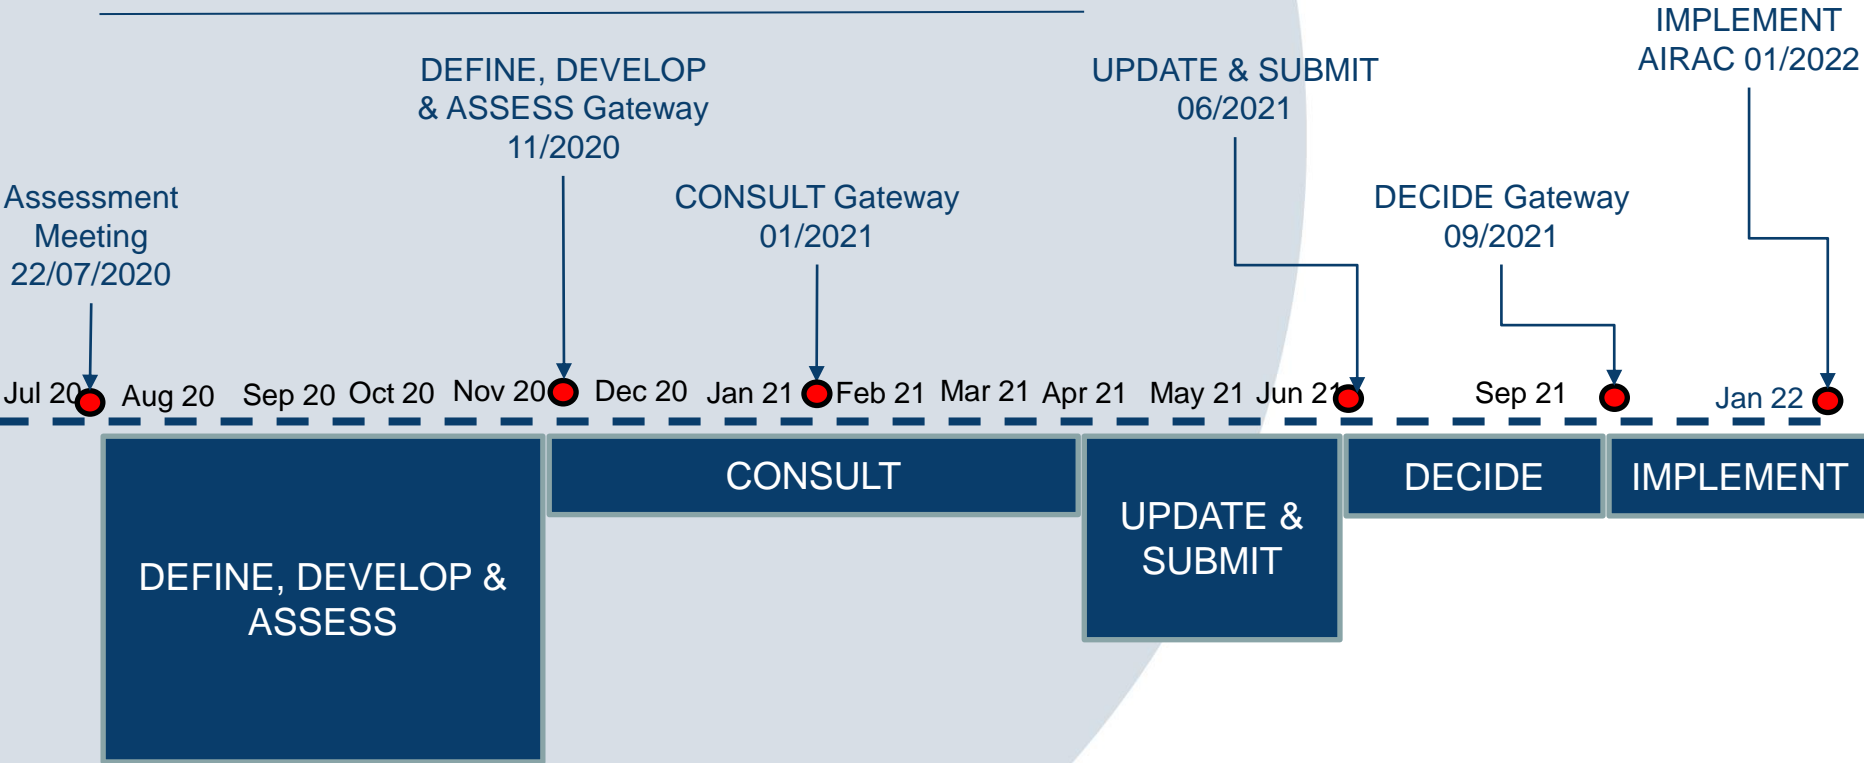 IMPLEMENT
AIRAC 01/2022
DEFINE, DEVELOP
& ASSESS Gateway
11/2020
UPDATE & SUBMIT
06/2021
Assessment
Meeting
22/07/2020
CONSULT Gateway
01/2021
DECIDE Gateway
09/2021
Jul 20 Aug 20 Sep 20 Oct 20 Nov 20 Dec 20 Jan 21 Feb 21 Mar 21 Apr 21 May 21 Jun 21 Sep 21 Jan 22
DEFINE, DEVELOP &
ASSESS
CONSULT
UPDATE &
SUBMIT
DECIDE
IMPLEMENT